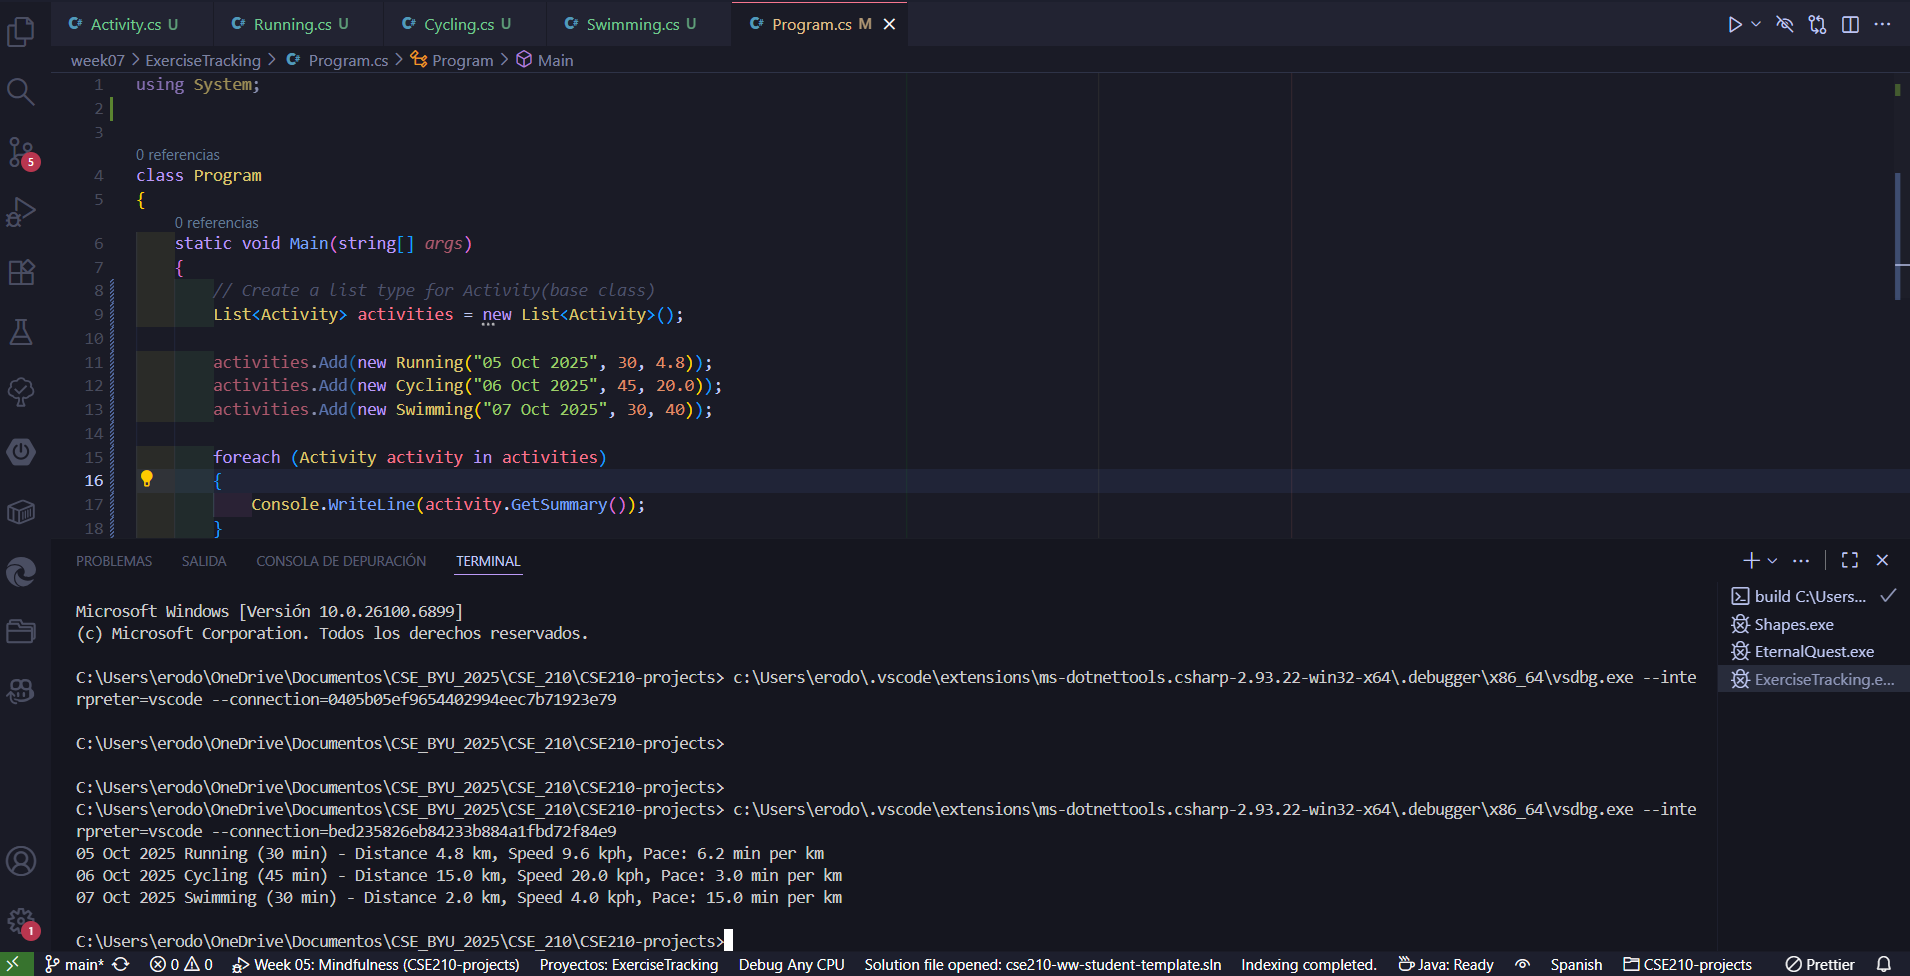 Activity.cs U
Running.cs U
Cycling.cs U
Swimming.cs U
Program.cs M
week07 > ExerciseTracking > Program.cs > Program > Main
1 using System;
2
3
0 referencias
4 class Program
5 {
0 referencias
6 static void Main(string[] args)
7 {
8 // Create a list type for Activity(base class)
9 List<Activity> activities = new List<Activity>();
10
11 activities.Add(new Running("05 Oct 2025", 30, 4.8));
12 activities.Add(new Cycling("06 Oct 2025", 45, 20.0));
13 activities.Add(new Swimming("07 Oct 2025", 30, 40));
14
15 foreach (Activity activity in activities)
16 {
17 Console.WriteLine(activity.GetSummary());
18 }
5
PROBLEMAS SALIDA CONSOLA DE DEPURACIÓN TERMINAL
Microsoft Windows [Versión 10.0.26100.6899]
(c) Microsoft Corporation. Todos los derechos reservados.
C:\Users\erodo\OneDrive\Documentos\CSE_BYU_2025\CSE_210\CSE210-projects> c:\Users\erodo\.vscode\extensions\ms-dotnettools.csharp-2.93.22-win32-x64\.debugger\x86_64\vsdbg.exe --inte
rpreter=vscode --connection=0405b05ef9654402994eec7b71923e79
C:\Users\erodo\OneDrive\Documentos\CSE_BYU_2025\CSE_210\CSE210-projects>
C:\Users\erodo\OneDrive\Documentos\CSE_BYU_2025\CSE_210\CSE210-projects>
C:\Users\erodo\OneDrive\Documentos\CSE_BYU_2025\CSE_210\CSE210-projects> c:\Users\erodo\.vscode\extensions\ms-dotnettools.csharp-2.93.22-win32-x64\.debugger\x86_64\vsdbg.exe --inte
rpreter=vscode --connection=bed235826eb84233b884a1fbd72f84e9
05 Oct 2025 Running (30 min) - Distance 4.8 km, Speed 9.6 kph, Pace: 6.2 min per km
06 Oct 2025 Cycling (45 min) - Distance 15.0 km, Speed 20.0 kph, Pace: 3.0 min per km
07 Oct 2025 Swimming (30 min) - Distance 2.0 km, Speed 4.0 kph, Pace: 15.0 min per km
C:\Users\erodo\OneDrive\Documentos\CSE_BYU_2025\CSE_210\CSE210-projects>
build C:\Users...
Shapes.exe
EternalQuest.exe
ExerciseTracking.e...
1
main* 0 0 Week 05: Mindfulness (CSE210-projects) Proyectos: ExerciseTracking Debug Any CPU Solution file opened: cse210-ww-student-template.sln Indexing completed. Java: Ready Spanish CSE210-projects Prettier